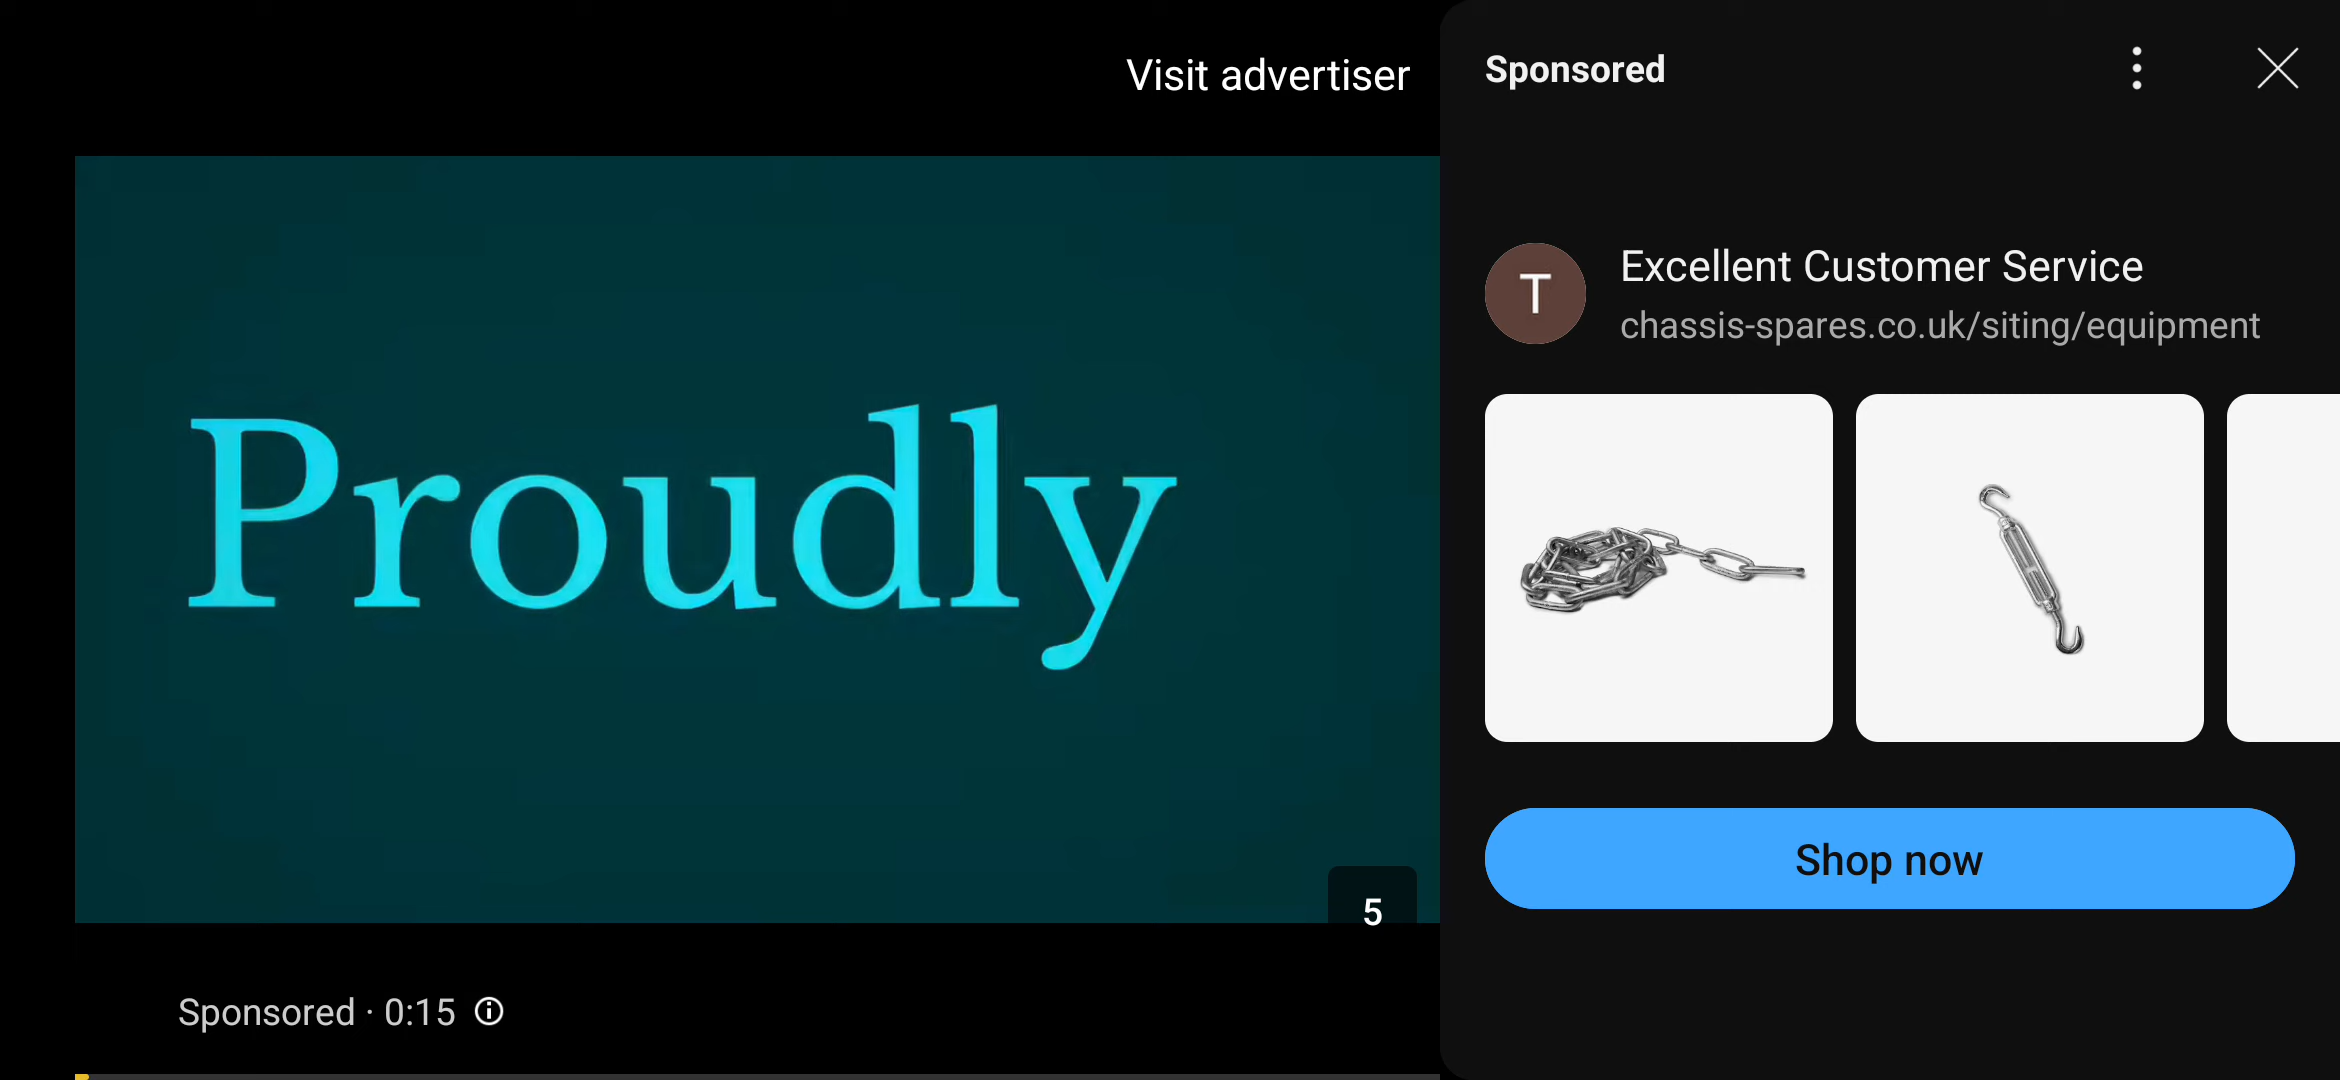 Visit advertiser
Proudly
5
Sponsored · 0:15
Sponsored
T
Excellent Customer Service
chassis-spares.co.uk/siting/equipment
Shop now